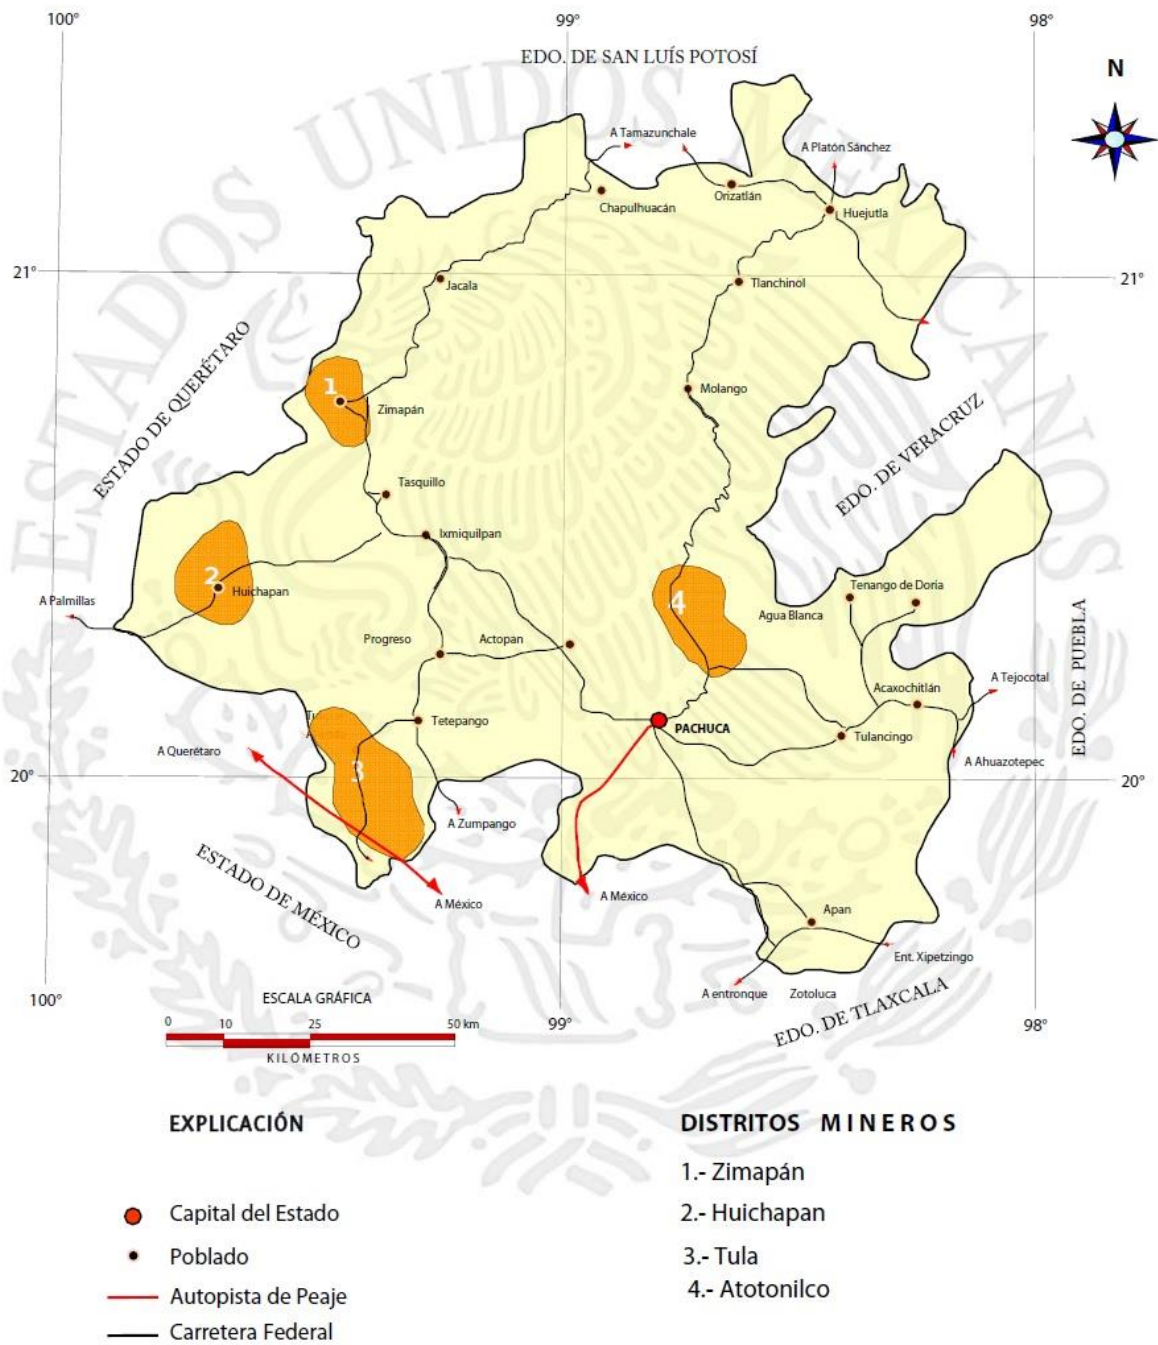 100°
99°
98°
EDO. DE SAN LUÍS POTOSÍ
N
A Tamazunchale
A Platón Sánchez
Orizatlán
Chapulhuacán
Huejutla
21°
21°
Jacala
Tlanchinol
ESTADO DE QUERÉTARO
1
Zimapán
Molango
EDO. DE VERACRUZ
Tasquillo
Ixmiquilpan
2
Huichapan
A Palmillas
4
Agua Blanca
Tenango de Doria
EDO. DE PUEBLA
Progreso
Actopan
Acaxochitlán
A Tejocotal
Tetepango
PACHUCA
Tulancingo
A Querétaro
3
A Ahuazotepec
20°
20°
A Zumpango
ESTADO DE MÉXICO
A México
A México
Apan
Ent. Xipetzingo
A entronque
Zotoluca
EDO. DE TLAXCALA
100°
99°
98°
ESCALA GRÁFICA
0 10 25 50 km
KILÓMETROS
ESTADOS UNIDOS MEXICANOS
EXPLICACIÓN
Capital del Estado
Poblado
Autopista de Peaje
Carretera Federal
DISTRITOS MINEROS
1.- Zimapán
2.- Huichapan
3.- Tula
4.- Atotonilco